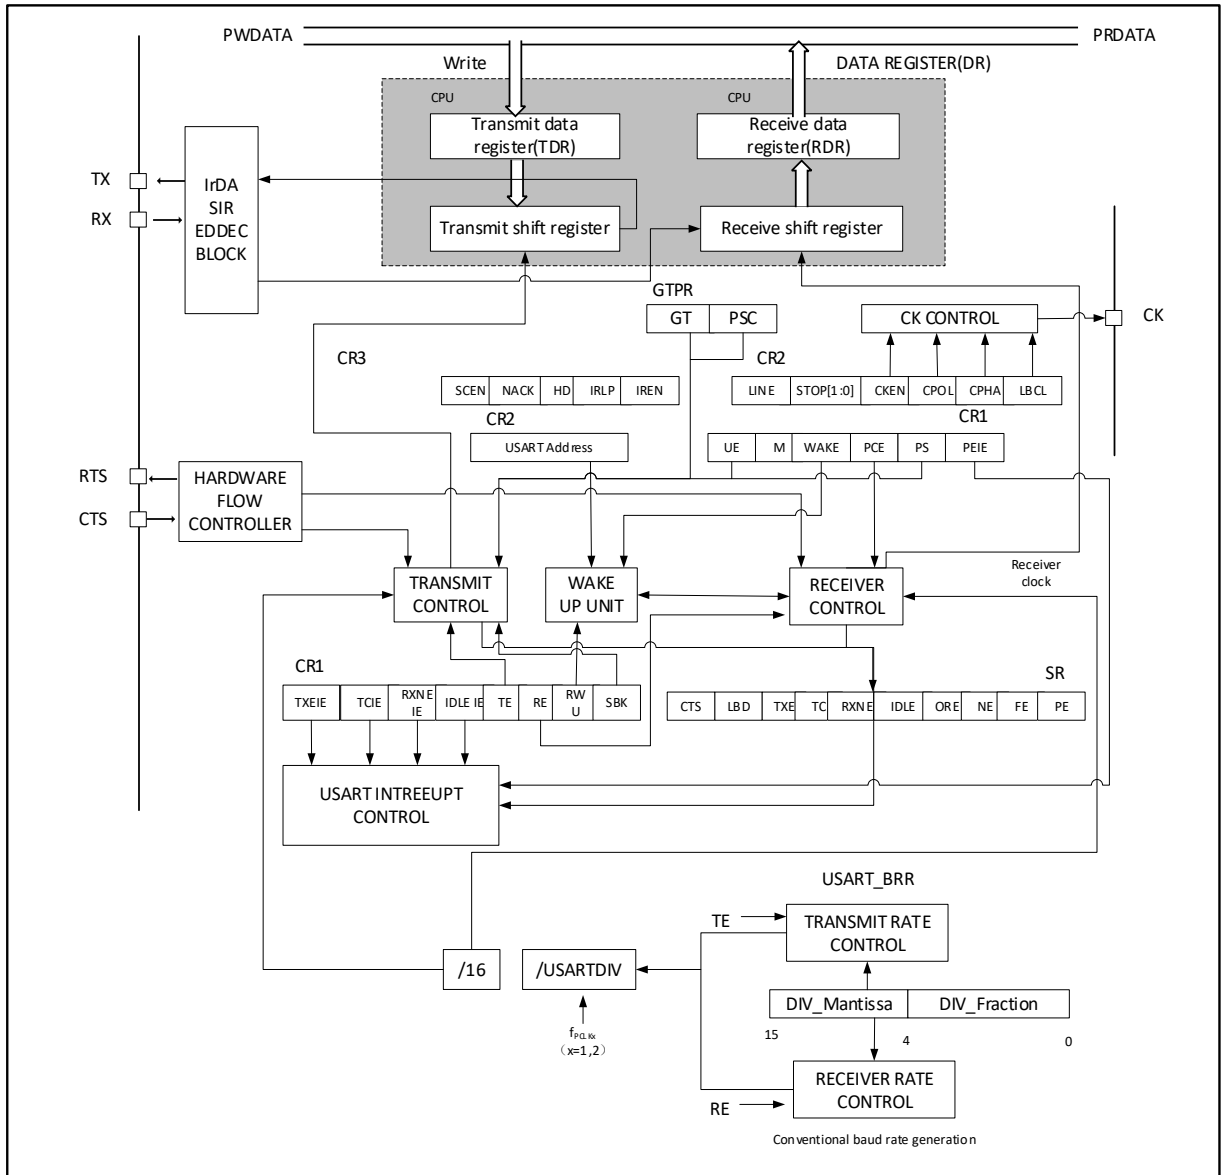 PWDATA
PRDATA
Write
DATA REGISTER(DR)
CPU
CPU
Transmit data
register(TDR)
Receive data
register(RDR)
TX
RX
IrDA
SIR
EDDEC
BLOCK
Transmit shift register
Receive shift register
GTPR
GT
PSC
CK CONTROL
CK
CR3
CR2
SCEN
NACK
HD
IRLP
IREN
LINE
STOP[1:0]
CKEN
CPOL
CPHA
LBCL
CR2
CR1
USART Address
UE
M
WAKE
PCE
PS
PEIE
RTS
CTS
HARDWARE
FLOW
CONTROLLER
TRANSMIT
CONTROL
WAKE
UP UNIT
RECEIVER
CONTROL
Receiver
clock
CR1
SR
TXEIE
TCIE
RXNE
IE
IDLE IE
TE
RE
RW
U
SBK
CTS
LBD
TXE
TC
RXNE
IDLE
ORE
NE
FE
PE
USART INTREEUPT
CONTROL
USART_BRR
TE
TRANSMIT RATE
CONTROL
/16
/USARTDIV
DIV_Mantissa
DIV_Fraction
15
4
0
fPCLKx
(x=1,2)
RECEIVER RATE
CONTROL
RE
Conventional baud rate generation